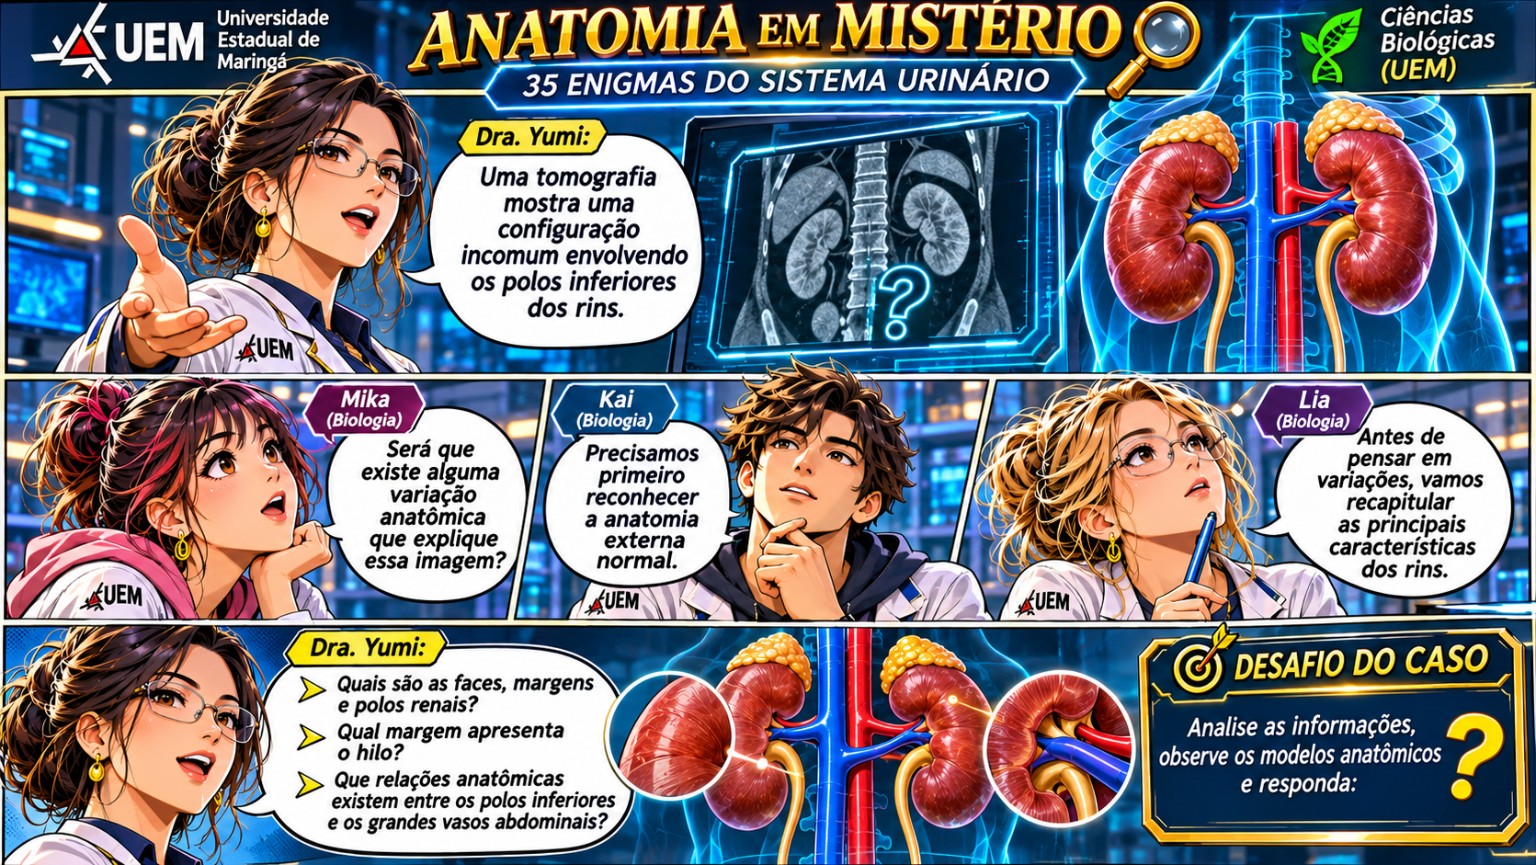 UEM
Universidade
Estadual de
Maringá
ANATOMIA EM MISTÉRIO
35 ENIGMAS DO SISTEMA URINÁRIO
Ciências
Biológicas
(UEM)
Dra. Yumi:
Uma tomografia
mostra uma
configuração
incomum envolvendo
os polos inferiores
dos rins.
UEM
?
Mika
(Biologia)
Será que
existe alguma
variação
anatômica
que explique
essa imagem?
UEM
Kai
(Biologia)
Precisamos
primeiro
reconhecer
a anatomia
externa
normal.
UEM
Lia
(Biologia)
Antes de
pensar em
variações, vamos
recapitular
as principais
características
dos rins.
UEM
Dra. Yumi:
Quais são as faces, margens
e polos renais?
Qual margem apresenta
o hilo?
Que relações anatômicas
existem entre os polos inferiores
e os grandes vasos abdominais?
DESAFIO DO CASO
Analise as informações,
observe os modelos anatômicos
e responda:
?